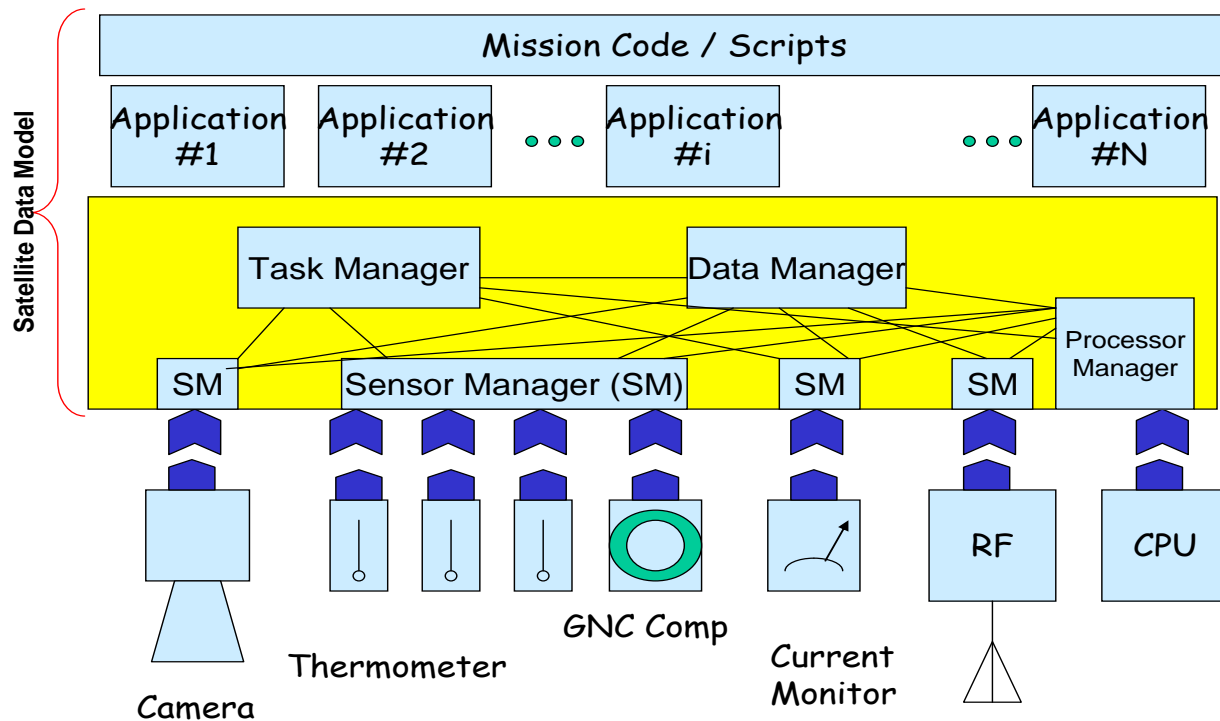 Mission Code / Scripts
Application
#1
Application
#2
Application
#i
Application
#N
Satellite Data Model
Task Manager
Data Manager
Processor
Manager
SM
Sensor Manager (SM)
SM
SM
RF
CPU
GNC Comp
Thermometer
Current
Monitor
Camera